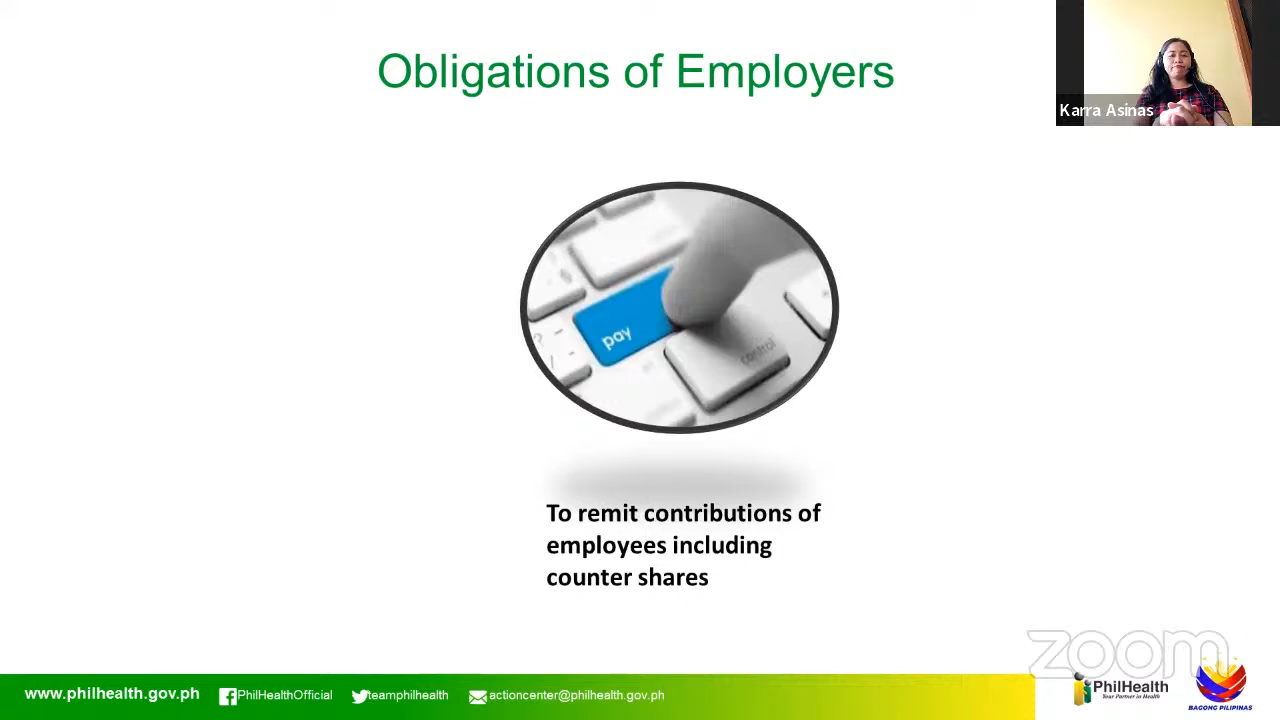 Obligations of Employers
Karra Asinas
pay
control
To remit contributions of
employees including
counter shares
zoom
www.philhealth.gov.ph
PhilHealthOfficial
teamphilhealth
actioncenter@philhealth.gov.ph
PhilHealth
Your Partner in Health
BAGONG PILIPINAS